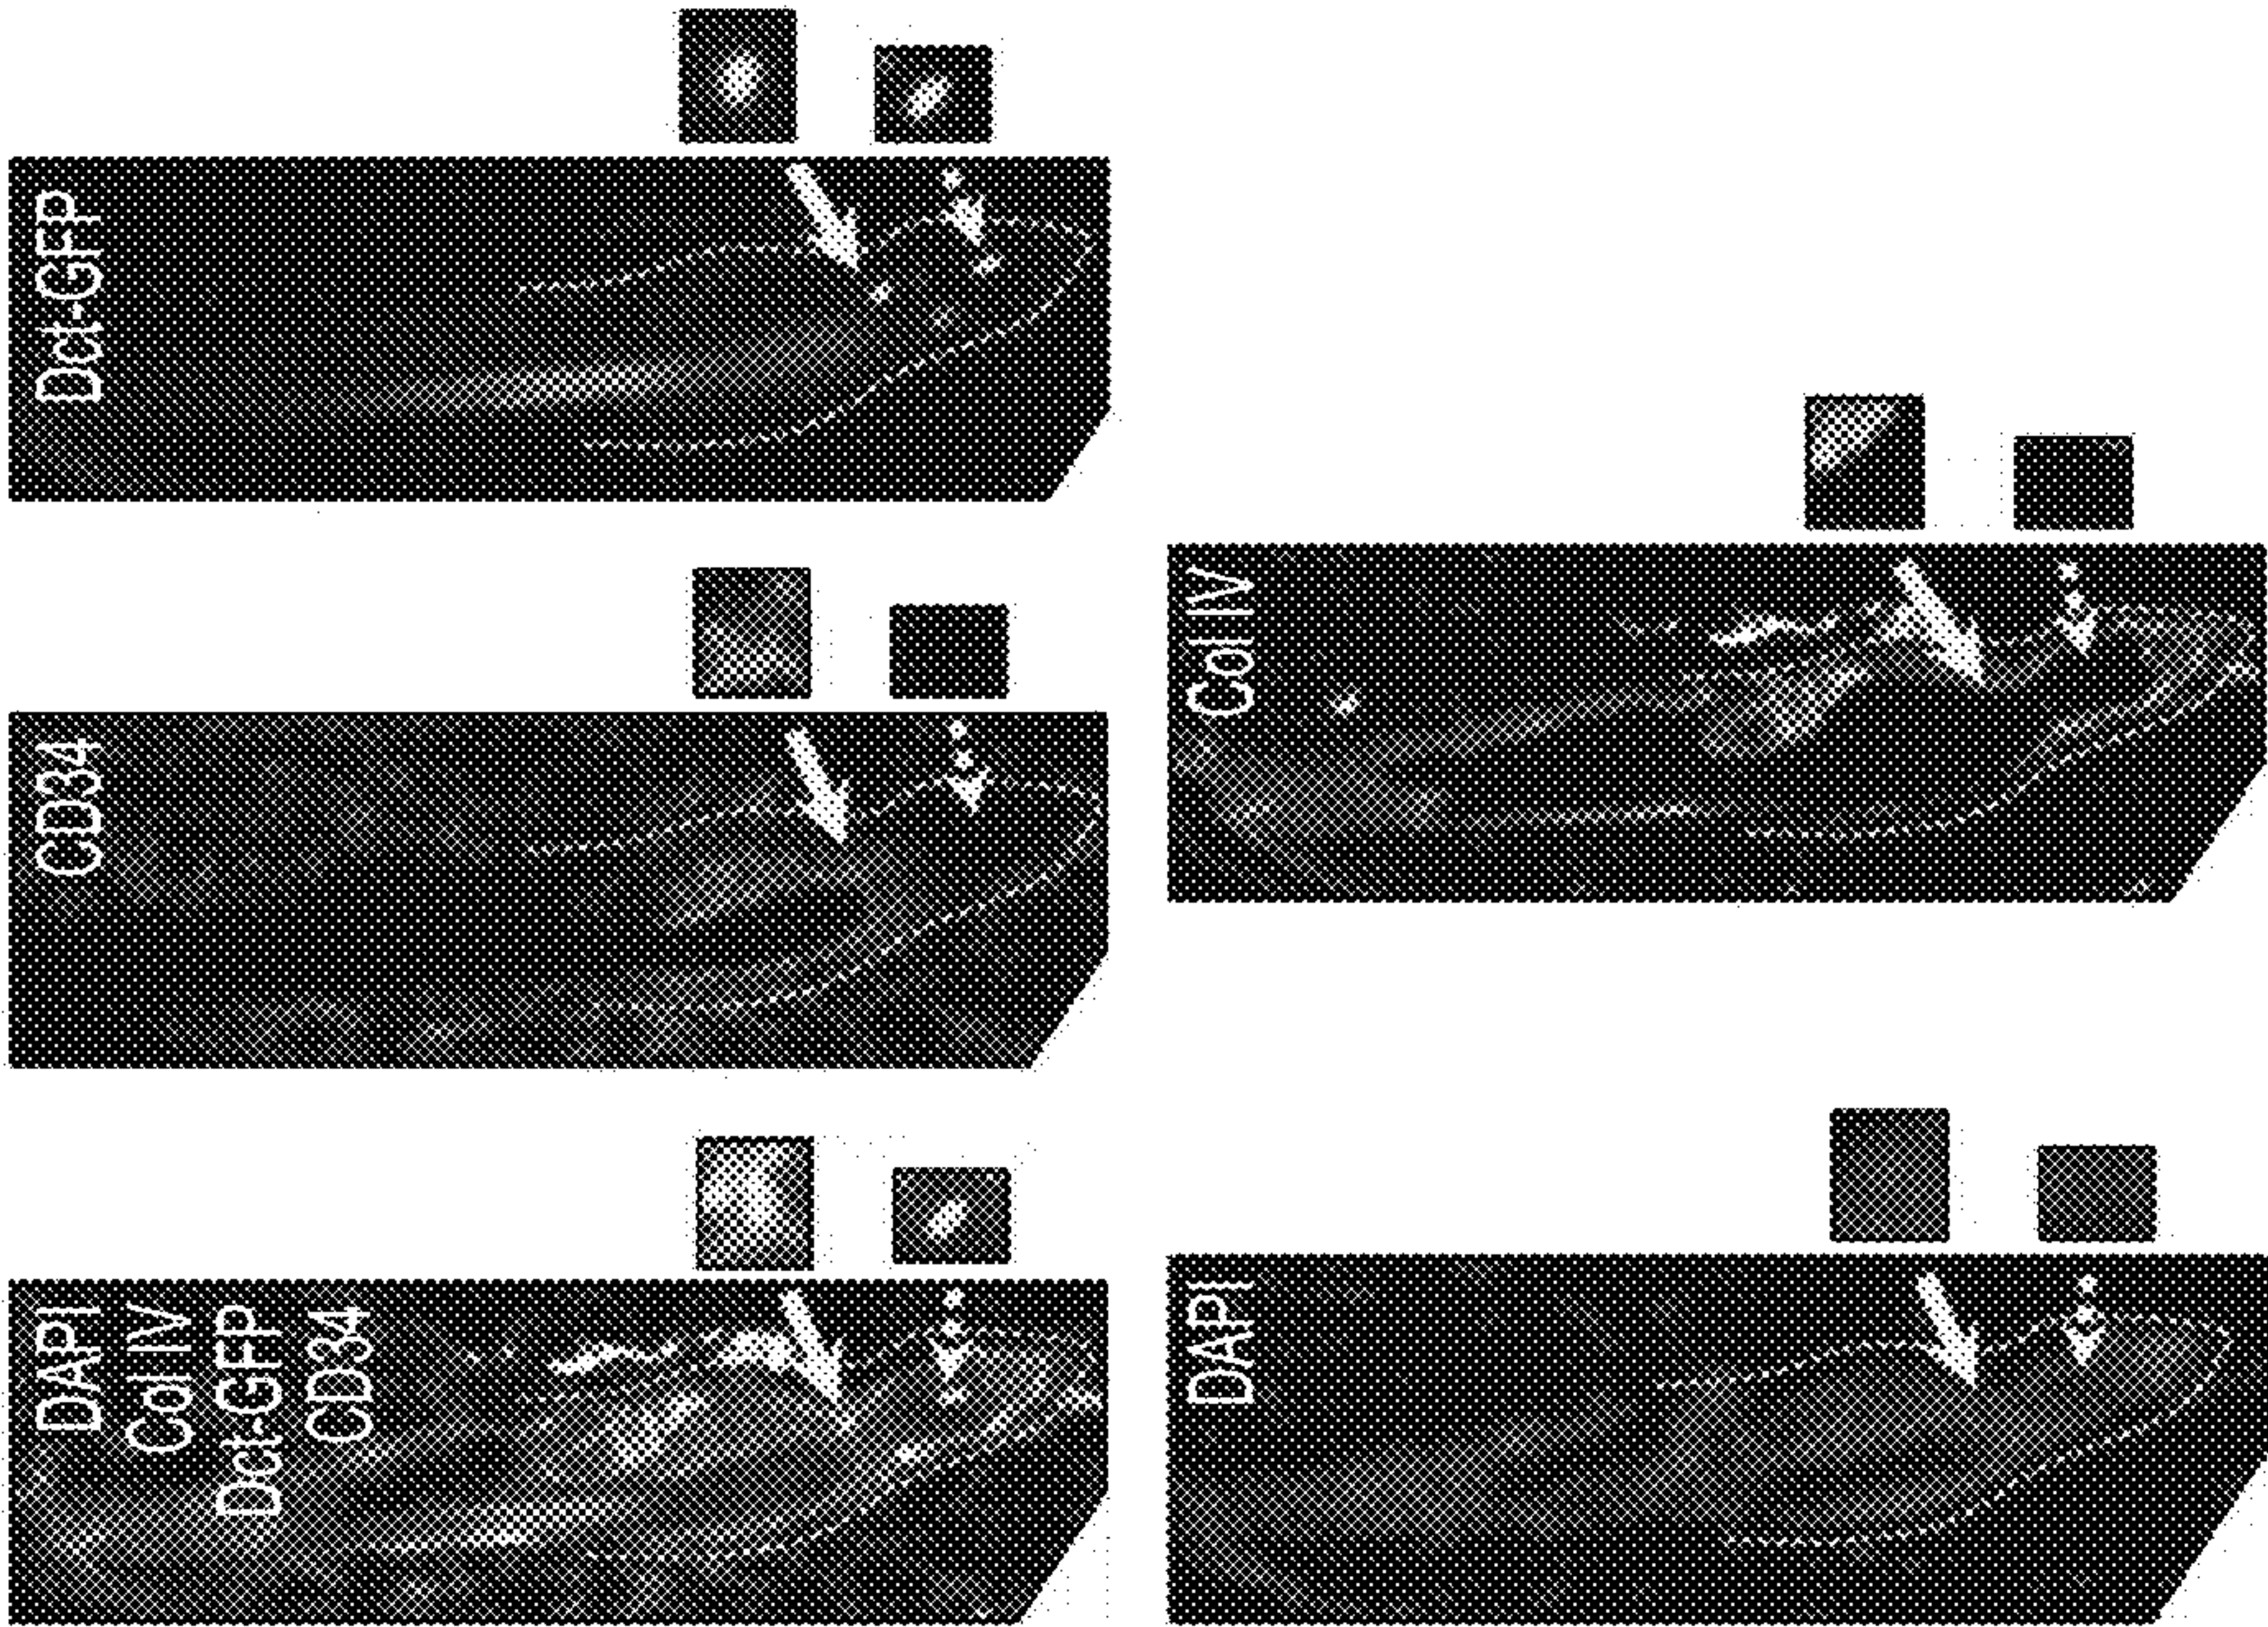 DAPI
Col IV
Dct-GFP
CD34
CD34
Dct-GFP
DAPI
Col IV